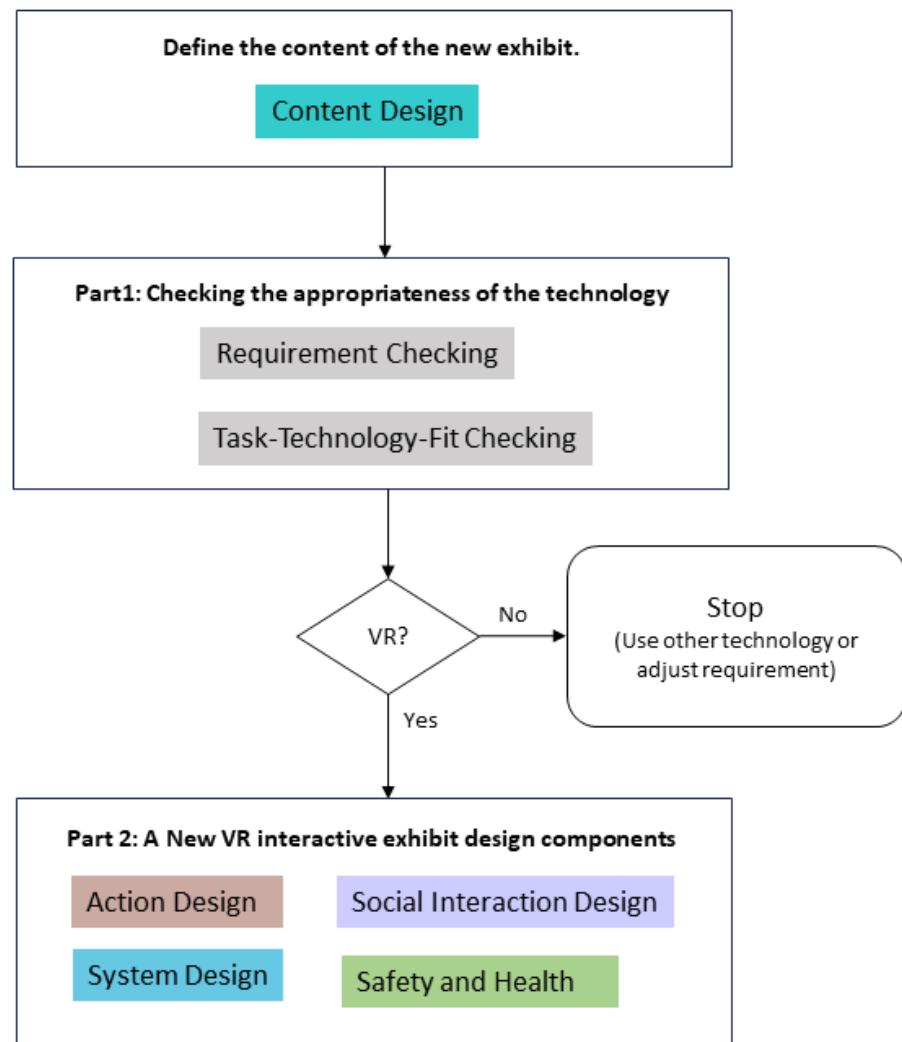 Define the content of the new exhibit.
Content Design
Part1: Checking the appropriateness of the technology
Requirement Checking
Task-Technology-Fit Checking
VR?
No
Stop
(Use other technology or
adjust requirement)
Yes
Part 2: A New VR interactive exhibit design components
Action Design
Social Interaction Design
System Design
Safety and Health